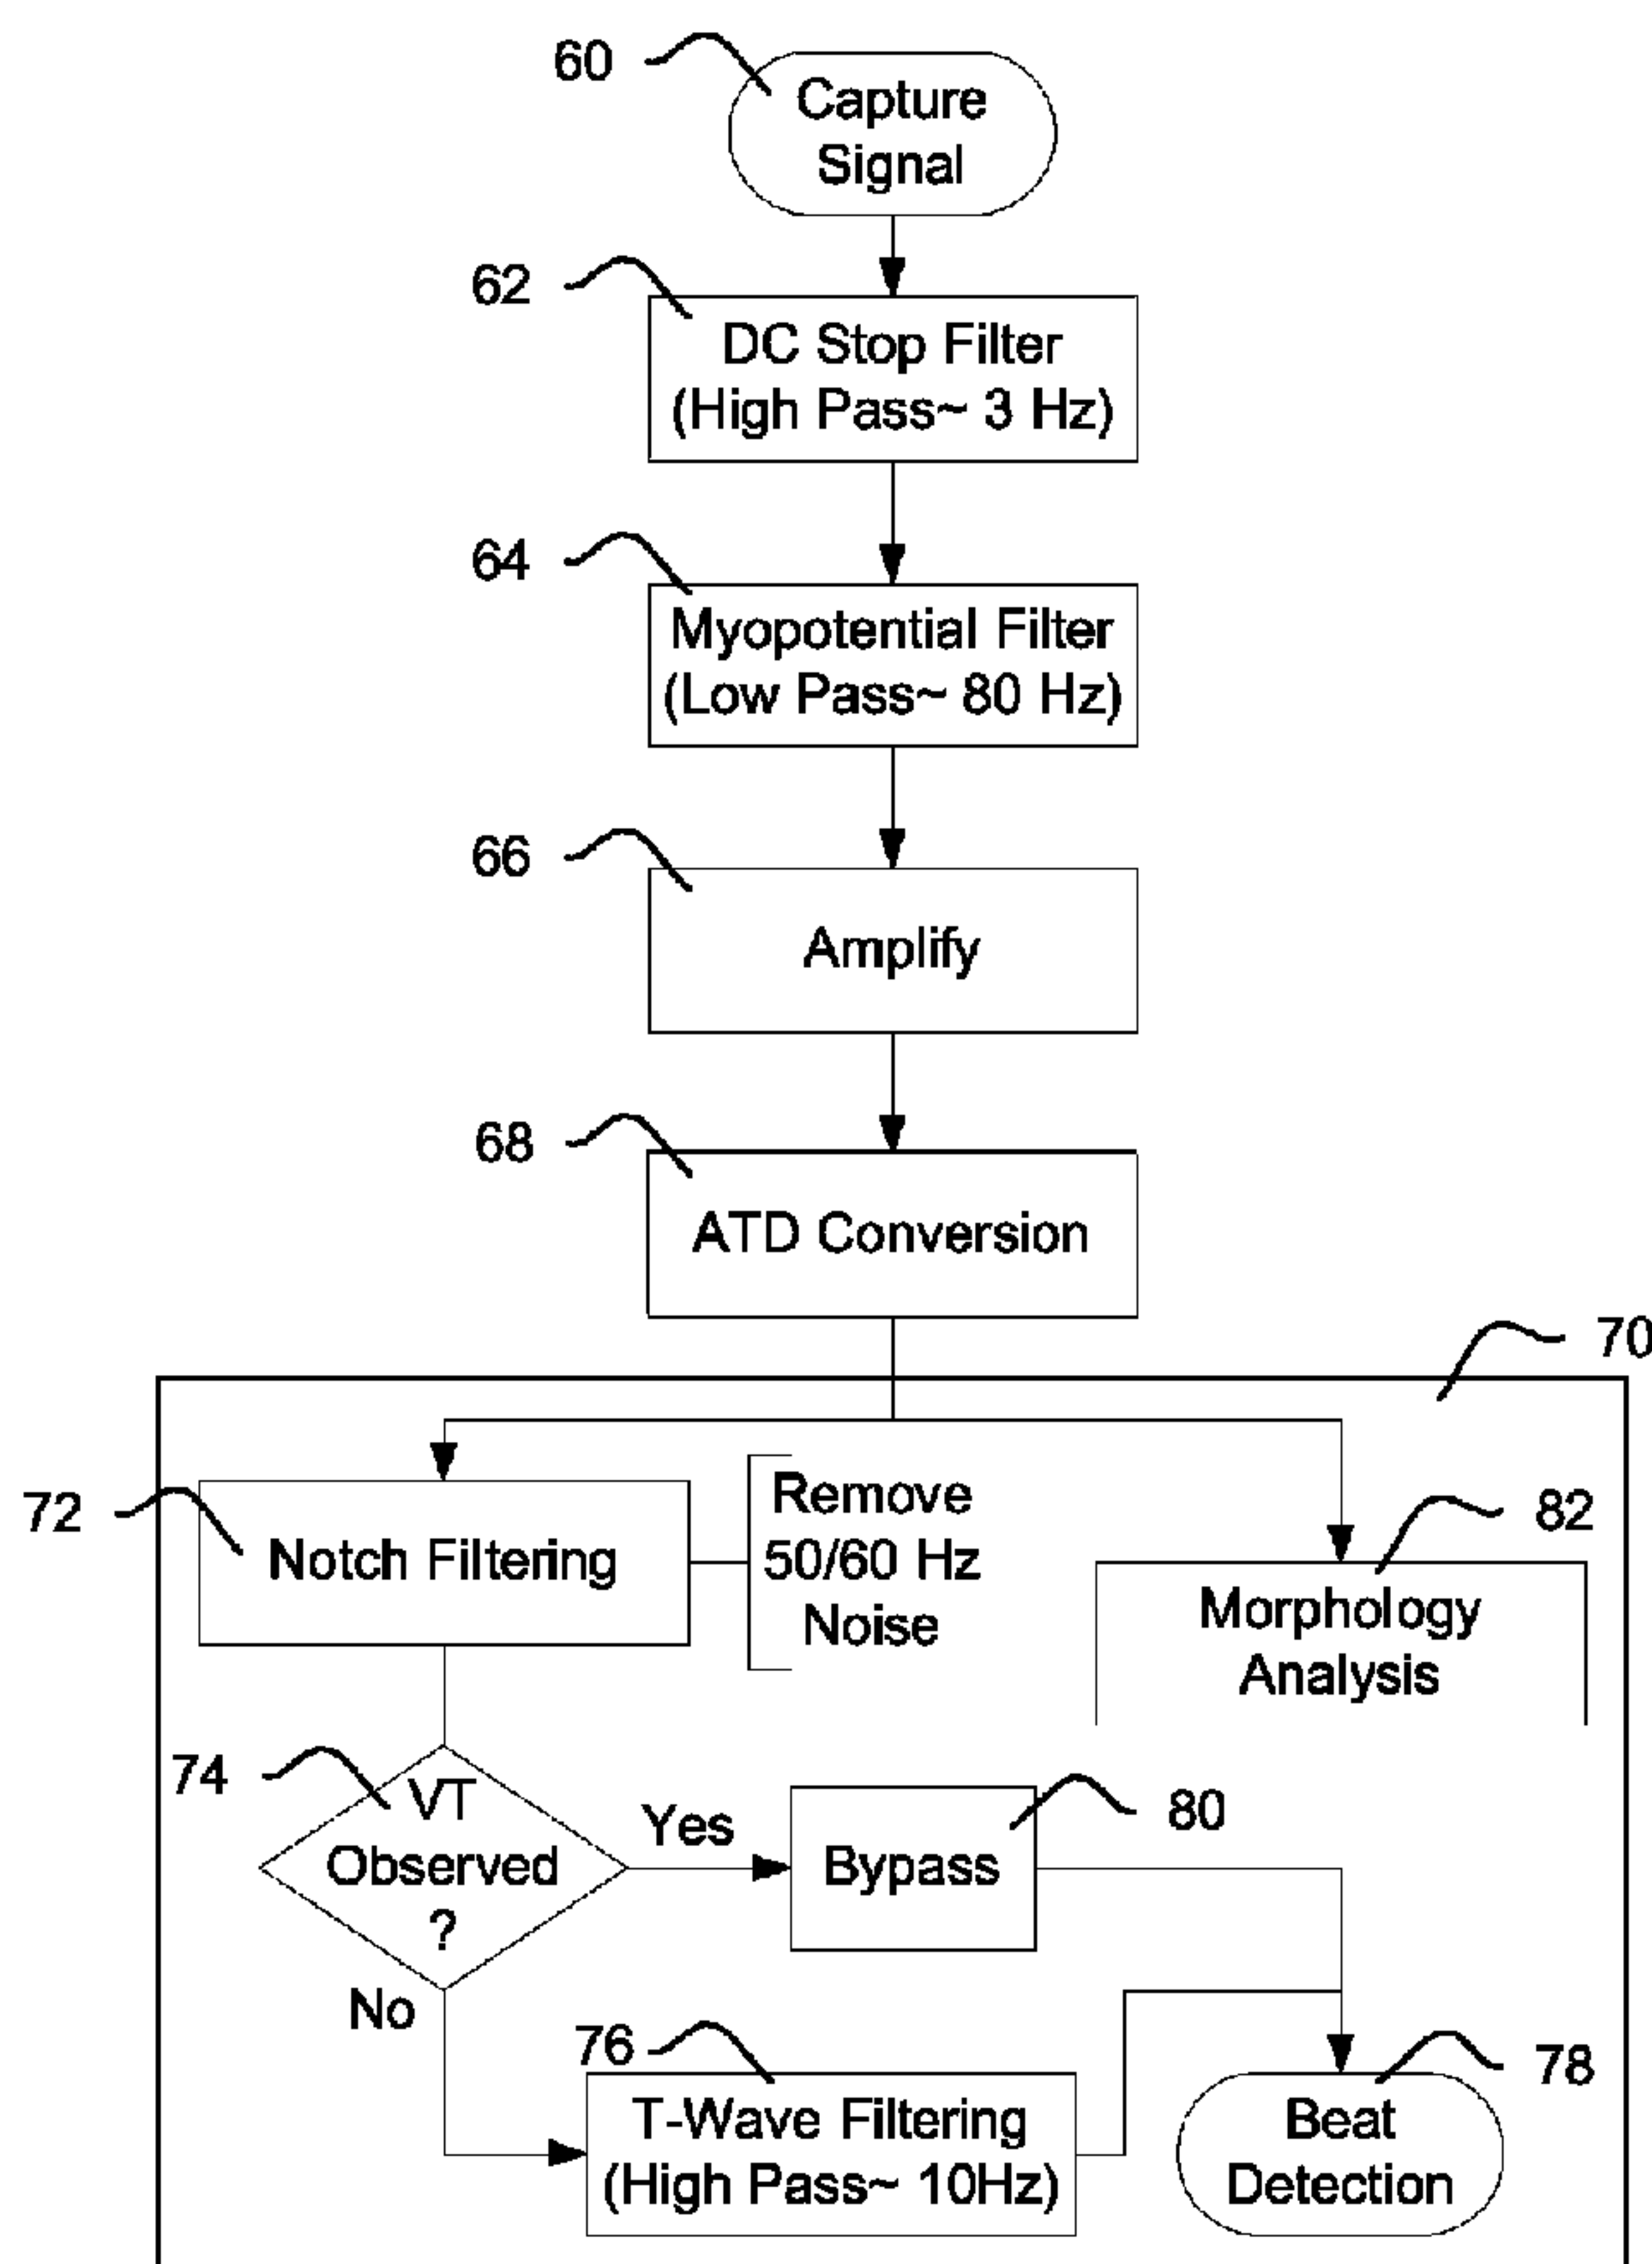 60
Capture
Signal
62
DC Stop Filter
(High Pass~ 3 Hz)
64
Myopotential Filter
(Low Pass~ 80 Hz)
66
Amplify
68
ATD Conversion
70
72
Notch Filtering
Remove
50/60 Hz
Noise
82
Morphology
Analysis
74
VT
Observed
?
Yes
80
Bypass
No
76
T-Wave Filtering
(High Pass~ 10Hz)
78
Beat
Detection